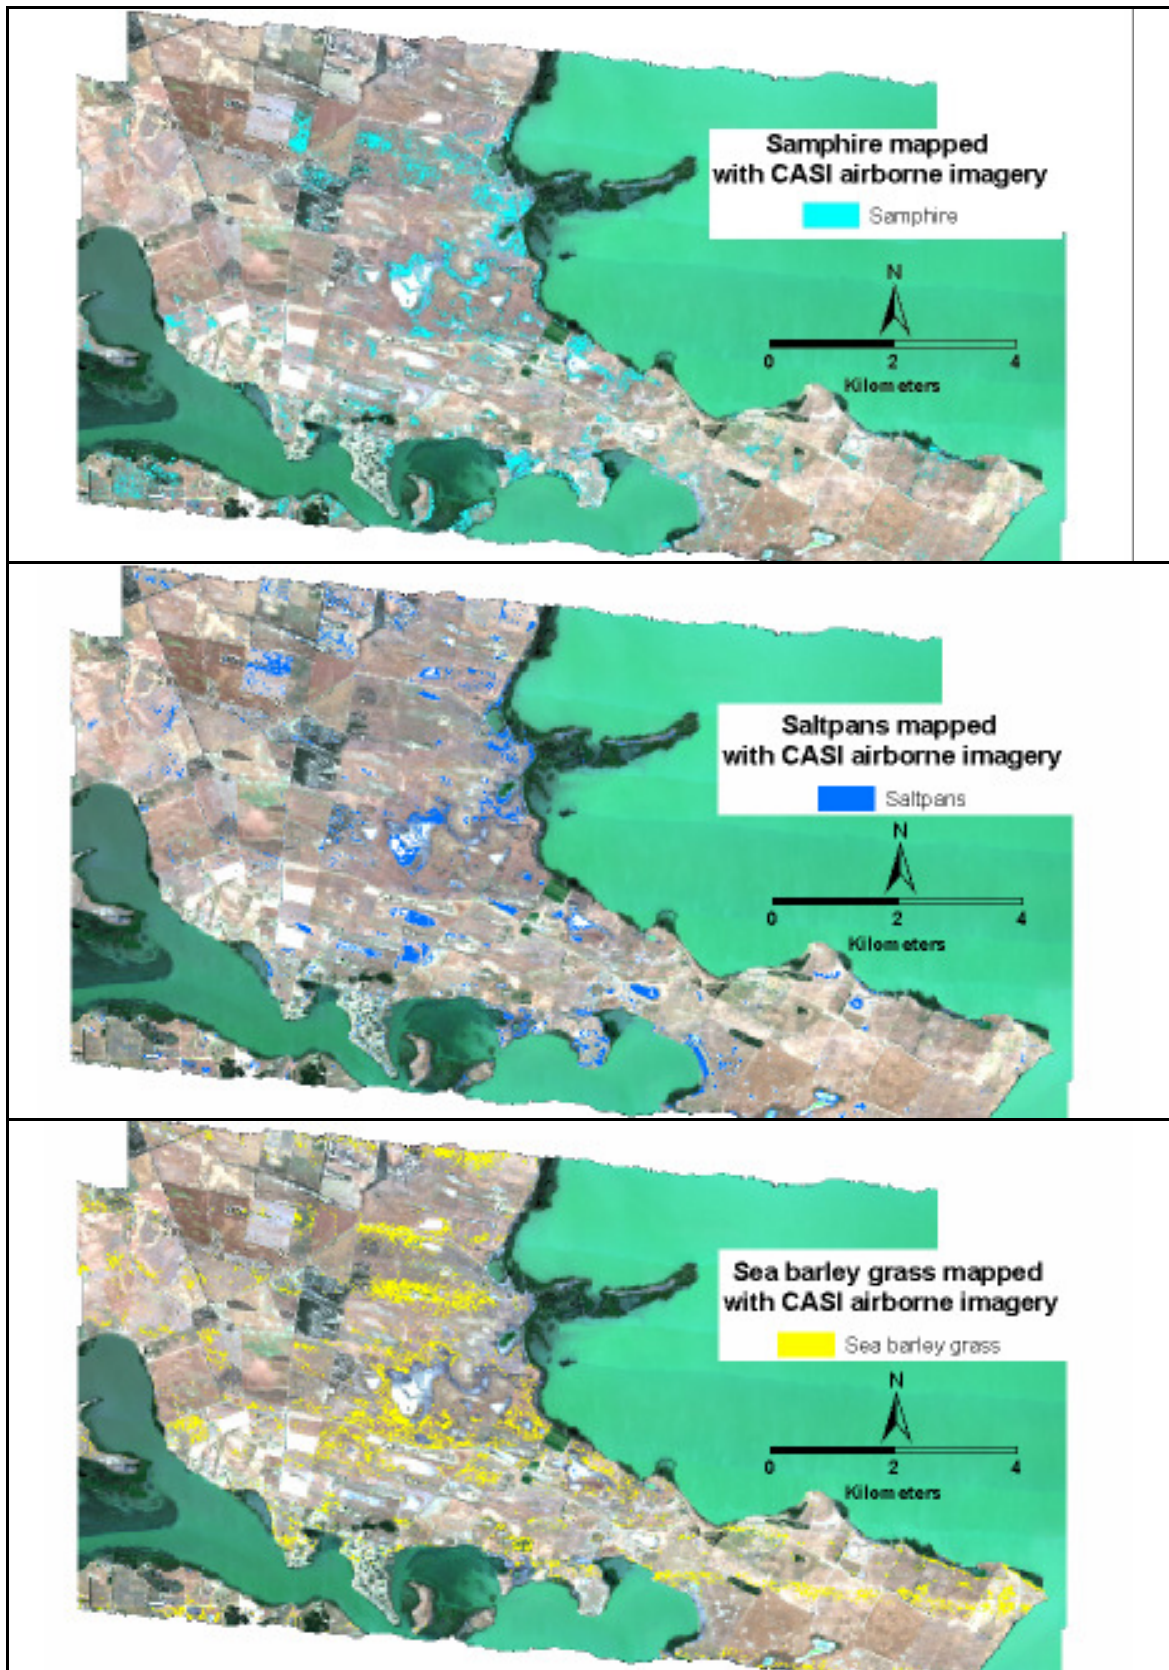 Samphire mapped
with CASI airborne imagery
Samphire
N
0 2 4
Kilometers
Saltpans mapped
with CASI airborne imagery
Saltpans
N
0 2 4
Kilometers
Sea barley grass mapped
with CASI airborne imagery
Sea barley grass
N
0 2 4
Kilometers